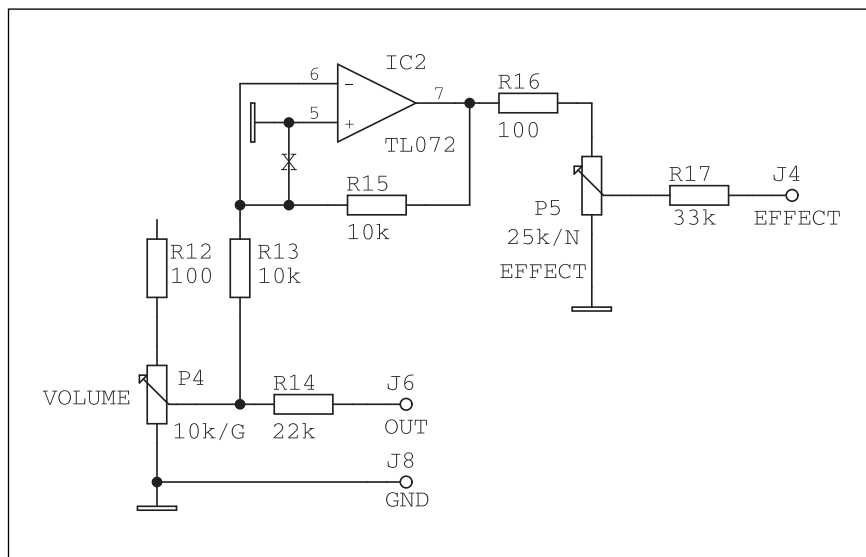 IC2
6
−
7
5
+
TL072
R16
100
X
R15
10k
P5
25k/N
EFFECT
R17
33k
J4
EFFECT
R12
100
R13
10k
VOLUME
P4
10k/G
R14
22k
J6
OUT
J8
GND